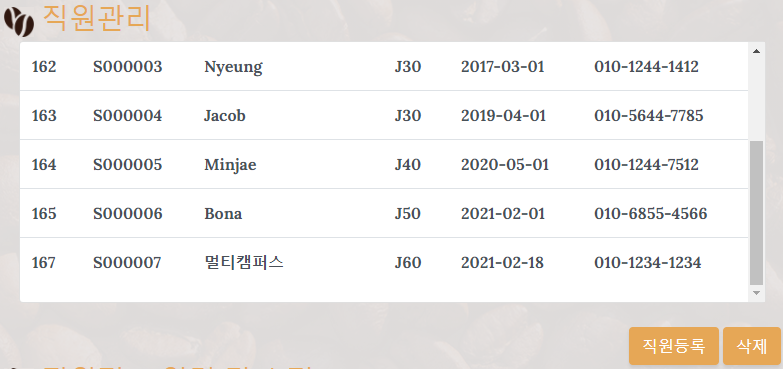 직원관리
162 S000003 Nyeung J30 2017-03-01 010-1244-1412
163 S000004 Jacob J30 2019-04-01 010-5644-7785
164 S000005 Minjae J40 2020-05-01 010-1244-7512
165 S000006 Bona J50 2021-02-01 010-6855-4566
167 S000007 멀티캠퍼스 J60 2021-02-18 010-1234-1234
직원등록 삭제